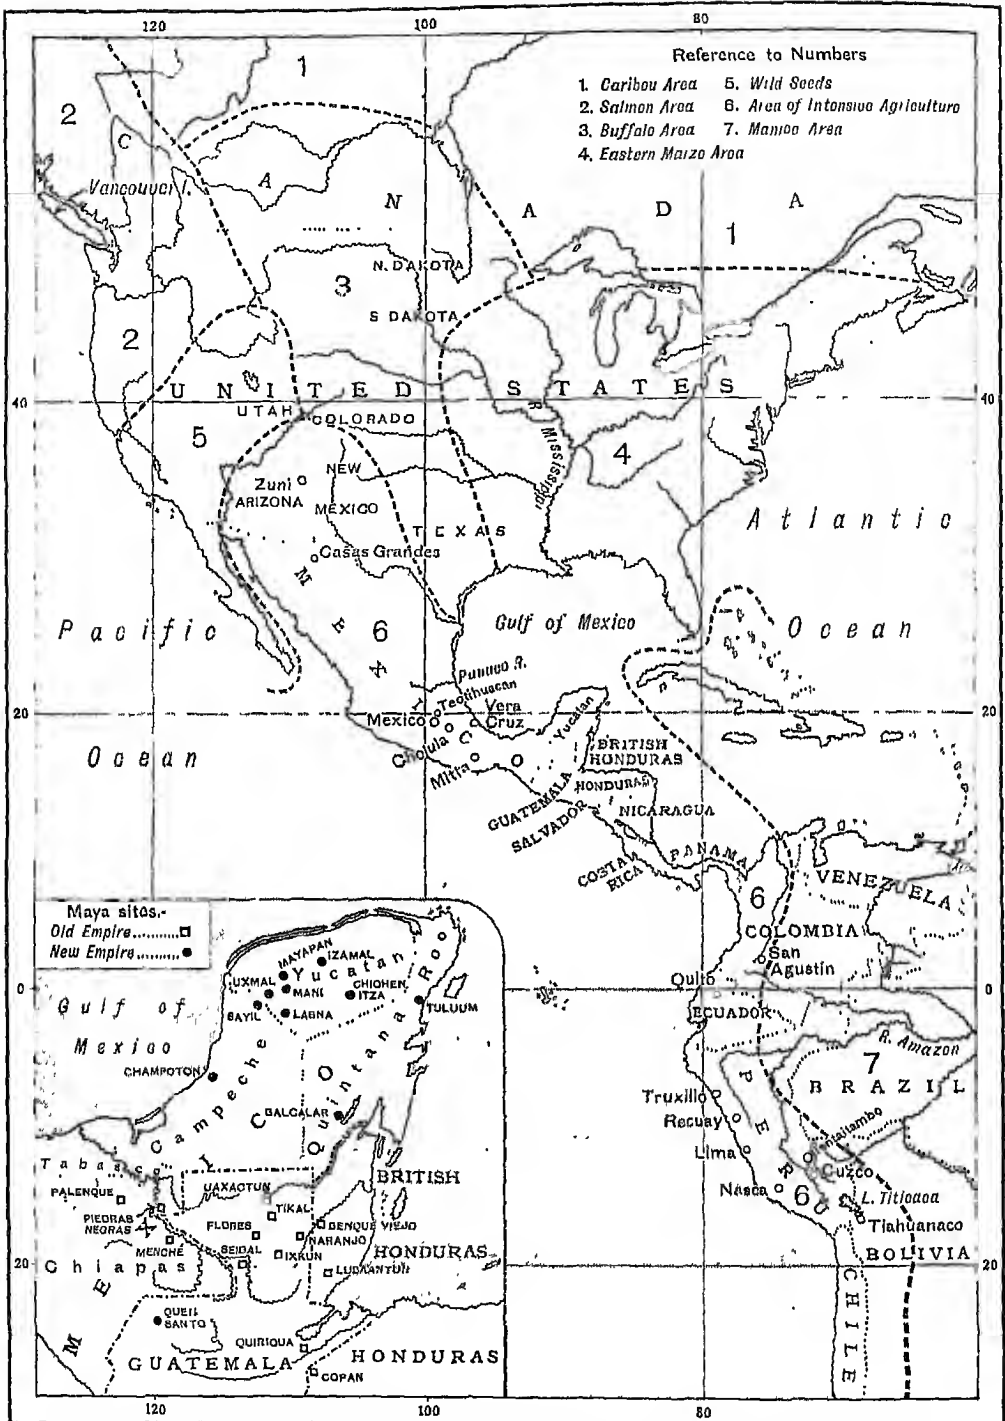 120 100 80
Reference to Numbers
1. Caribou Area 5. Wild Seeds
2. Salmon Area 6. Area of Intensive Agriculture
3. Buffalo Area 7. Manioc Area
4. Eastern Maize Area
1
2
C A N A D A
Vancouver I.
1
N. DAKOTA
3
S DAKOTA
2
UNITED STATES
40 40
UTAH
COLORADO
R. Mississippi
5
4
NEW MEXICO
Zuni
ARIZONA
TEXAS
Atlantic
Casas Grandes
Pacific
MEXICO
6
Gulf of Mexico
Ocean
Panuco R.
Teotihuacan
20 20
Mexico
Vera Cruz
Yucatan
Ocean
Cholula
Mitla
BRITISH HONDURAS
GUATEMALA
HONDURAS
SALVADOR
NICARAGUA
COSTA RICA
PANAMA
VENEZUELA
6
COLOMBIA
San Agustin
Quito
0 0
ECUADOR
R. Amazon
7
BRAZIL
PERU
Truxillo
Recuay
Lima
Cuzco
Nasca
6
L. Titicaca
Tiahuanaco
BOLIVIA
20 20
CHILE
Maya sites.-
Old Empire
New Empire
Gulf of
Mexico
MAYAPAN
IZAMAL
Yucatan
UXMAL
MANI
CHICHEN ITZA
SAYIL
LABNA
TULUUM
CHAMPOTON
Campeche
Quintana Roo
BACALAR
MEXICO
Tabasco
UAXACTUN
BRITISH
HONDURAS
PALENQUE
TIKAL
PIEDRAS NEGRAS
FLORES
BENQUE VIEJO
NARANJO
MENCHE
SEIBAL
IXKUN
LUBAANTUN
Chiapas
QUEN SANTO
QUIRIGUA
GUATEMALA
HONDURAS
COPAN
120 100 80